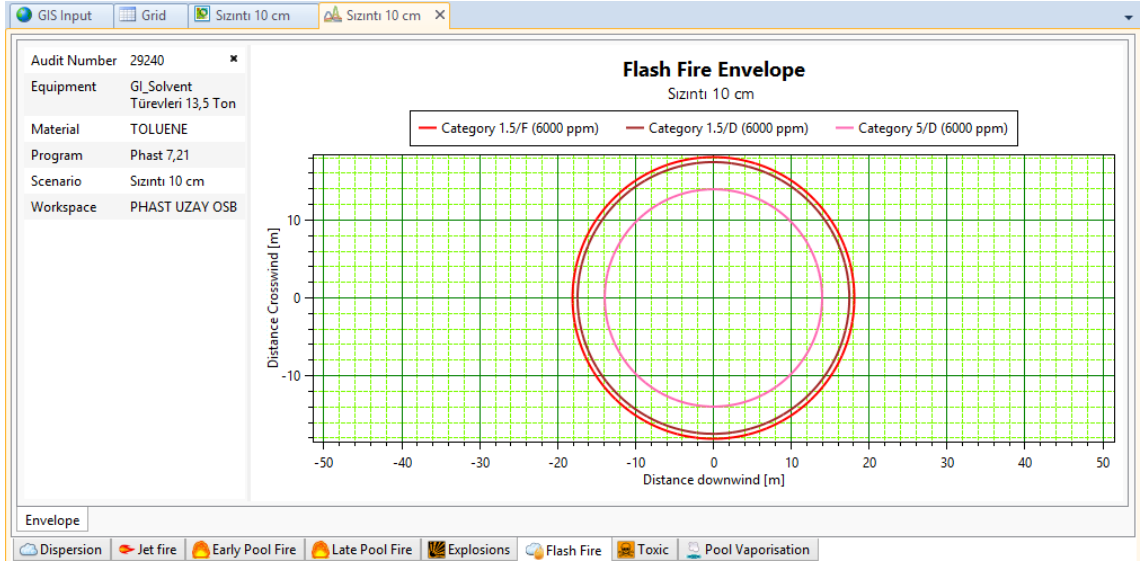 GIS Input
Grid
Sızıntı 10 cm
Sızıntı 10 cm
Audit Number 29240
Equipment GI_Solvent
Türevleri 13,5 Ton
Material TOLUENE
Program Phast 7,21
Scenario Sızıntı 10 cm
Workspace PHAST UZAY OSB
Flash Fire Envelope
Sızıntı 10 cm
Category 1.5/F (6000 ppm)
Category 1.5/D (6000 ppm)
Category 5/D (6000 ppm)
Distance Crosswind [m]
10
0
-10
-50 -40 -30 -20 -10 0 10 20 30 40 50
Distance downwind [m]
Envelope
Dispersion
Jet fire
Early Pool Fire
Late Pool Fire
Explosions
Flash Fire
Toxic
Pool Vaporisation